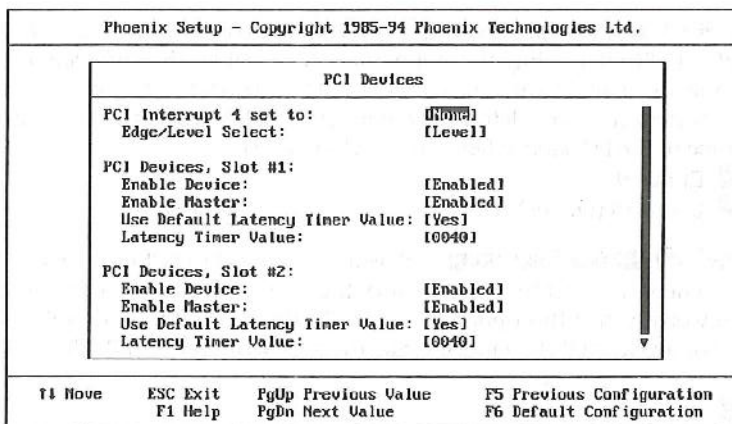 Phoenix Setup - Copyright 1985-94 Phoenix Technologies Ltd.
PCI Devices
PCI Interrupt 4 set to: [None]
Edge/Level Select: [Level]
PCI Devices, Slot #1:
Enable Device: [Enabled]
Enable Master: [Enabled]
Use Default Latency Timer Value: [Yes]
Latency Timer Value: [0040]
PCI Devices, Slot #2:
Enable Device: [Enabled]
Enable Master: [Enabled]
Use Default Latency Timer Value: [Yes]
Latency Timer Value: [0040]
↑↓ Move ESC Exit PgUp Previous Value F5 Previous Configuration
F1 Help PgDn Next Value F6 Default Configuration